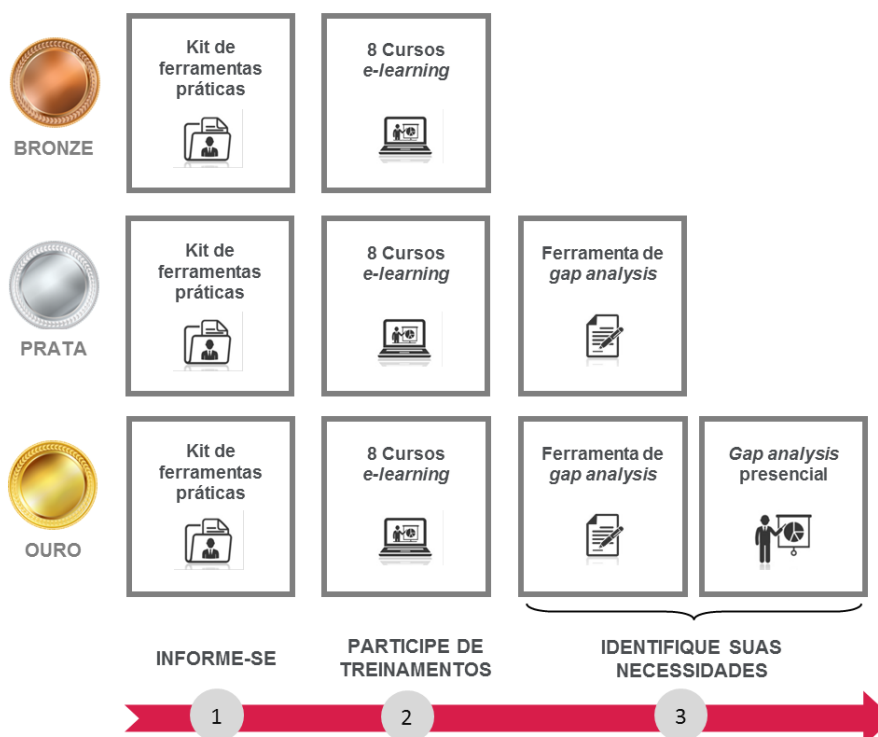 BRONZE
Kit de
ferramentas
práticas
8 Cursos
e-learning
PRATA
Kit de
ferramentas
práticas
8 Cursos
e-learning
Ferramenta de
gap analysis
OURO
Kit de
ferramentas
práticas
8 Cursos
e-learning
Ferramenta de
gap analysis
Gap analysis
presencial
INFORME-SE
PARTICIPE DE
TREINAMENTOS
IDENTIFIQUE SUAS
NECESSIDADES
1
2
3